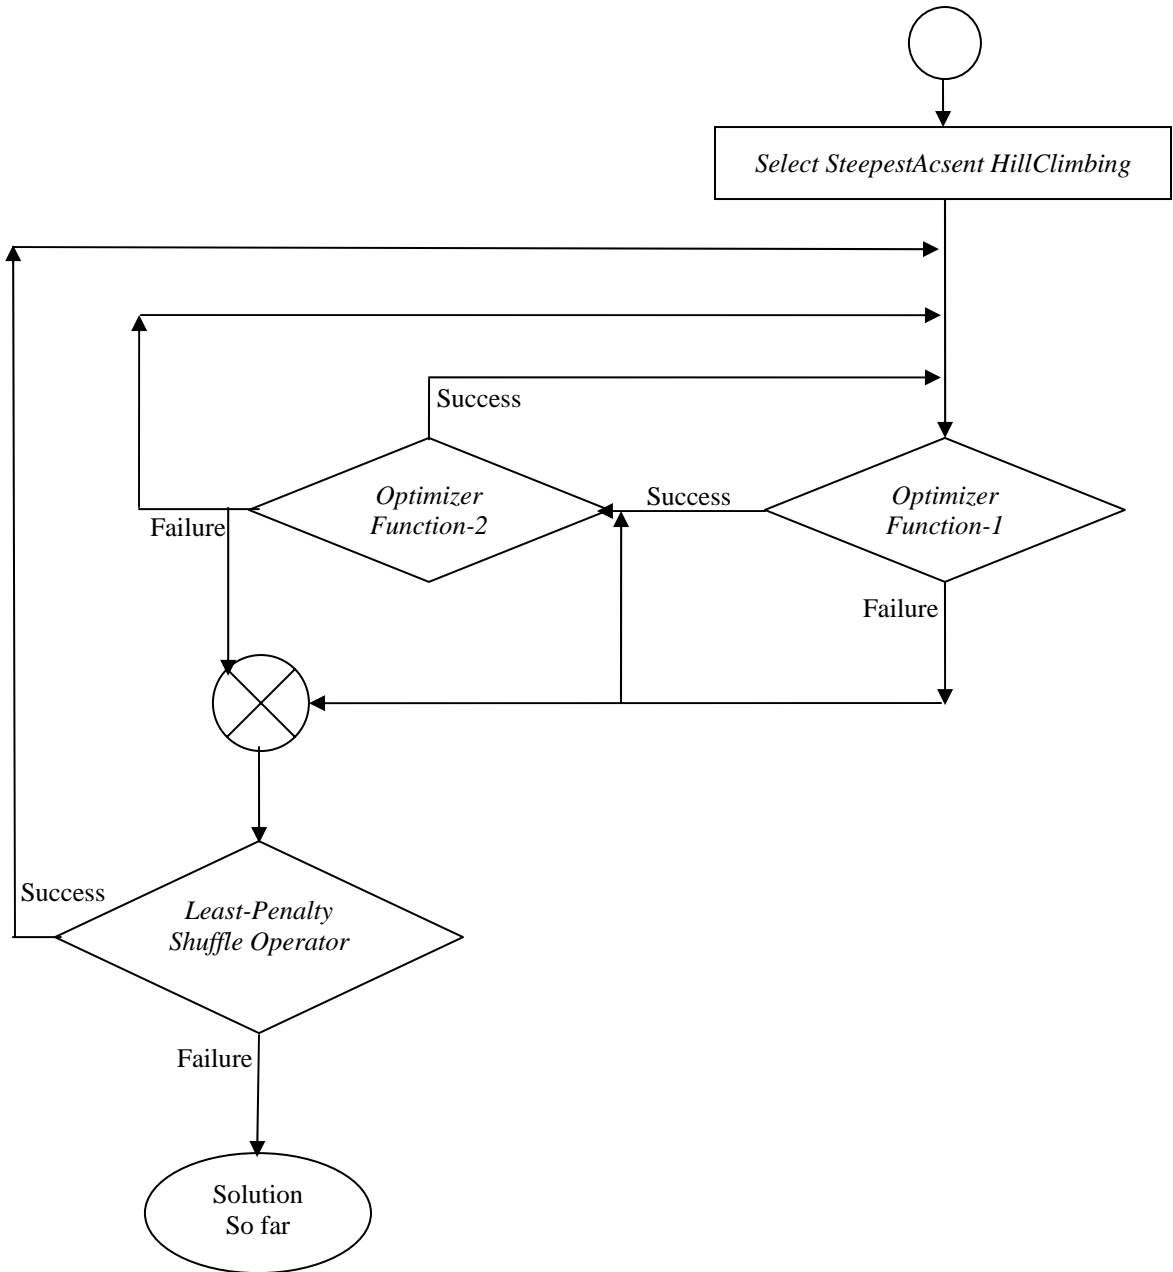 Select SteepestAcsent HillClimbing
Success
Optimizer
Function-2
Success
Optimizer
Function-1
Failure
Failure
Success
Least-Penalty
Shuffle Operator
Failure
Solution
So far